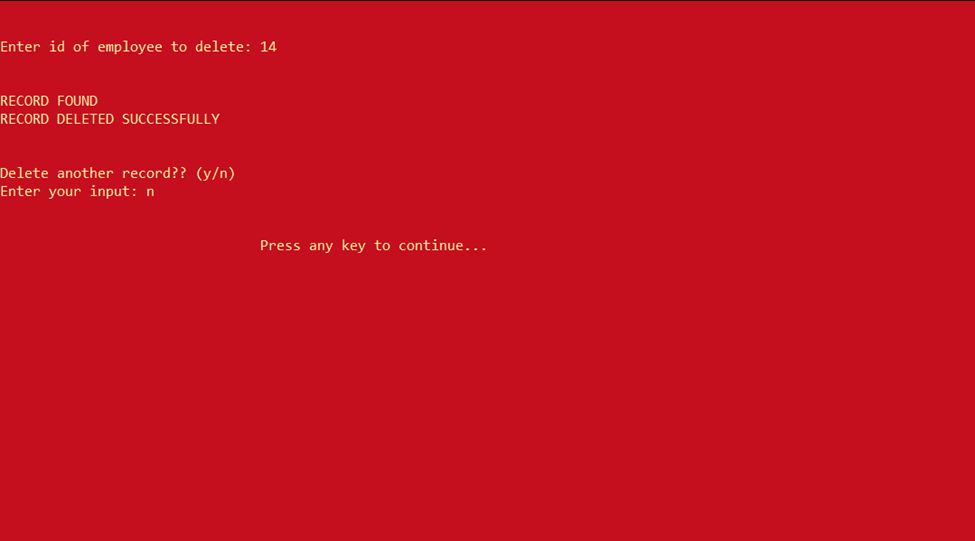 Enter id of employee to delete: 14
RECORD FOUND
RECORD DELETED SUCCESSFULLY
Delete another record?? (y/n)
Enter your input: n
Press any key to continue...